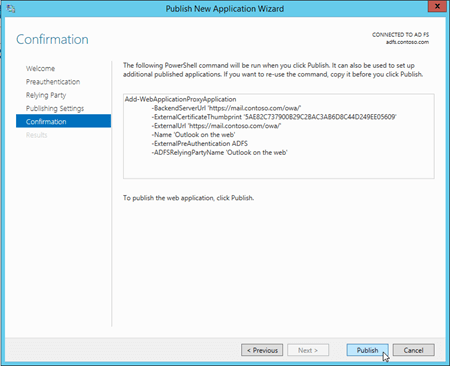 Publish New Application Wizard
Confirmation
CONNECTED TO AD FS
adfs.contoso.com
Welcome
Preauthentication
Relying Party
Publishing Settings
Confirmation
Results
The following PowerShell command will be run when you click Publish. It can also be used to set up
additional published applications. If you want to re-use the command, copy it before you click Publish.
Add-WebApplicationProxyApplication
-BackendServerUrl 'https://mail.contoso.com/owa/'
-ExternalCertificateThumbprint '5AE82C737900B29C2BAC3AB6D8C44D249EE05609'
-ExternalUrl 'https://mail.contoso.com/owa/'
-Name 'Outlook on the web'
-ExternalPreAuthentication ADFS
-ADFSRelyingPartyName 'Outlook on the web'
To publish the web application, click Publish.
< Previous
Next >
Publish
Cancel